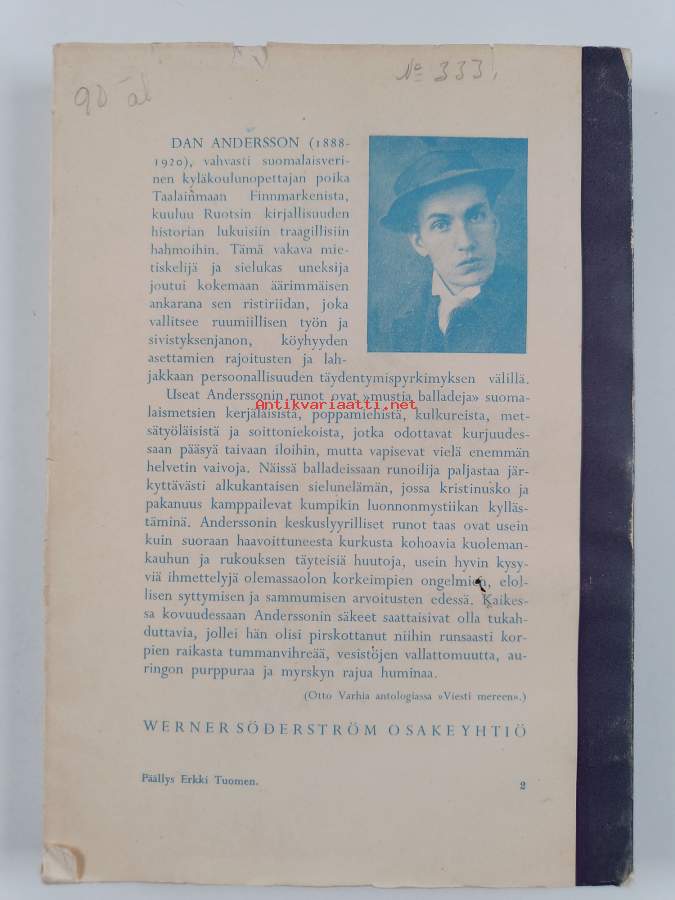 90 al
№ 333,
DAN ANDERSSON (1888-
1920), vahvasti suomalaisveri-
nen kyläkoulunopettajan poika
Taalainmaan Finnmarkenista,
kuuluu Ruotsin kirjallisuuden
historian lukuisiin traagillisiin
hahmoihin. Tämä vakava mie-
tiskelijä ja sielukas uneksija
joutui kokemaan äärimmäisen
ankarana sen ristiriidan, joka
vallitsee ruumiillisen työn ja
sivistyksenjanon, köyhyyden
asettamien rajoitusten ja lah-
jakkaan persoonallisuuden täydentymispyrkimyksen välillä.
Useat Anderssonin runot ovat »mustia balladeja» suoma-
Antikvariaatti.net
laismetsien kerjäläisistä, poppamiehistä, kulkureista, met-
sätyöläisistä ja soittoniekoista, jotka odottavat kurjuudes-
saan pääsyä taivaan iloihin, mutta vapisevat vielä enemmän
helvetin vaivoja. Näissä balladeissaan runoilija paljastaa jär-
kyttävästi alkukantaisen sielunelämän, jossa kristinusko ja
pakanuus kamppailevat kumpikin luonnonmystiikan kylläs-
täminä. Anderssonin keskuslyyrilliset runot taas ovat usein
kuin suoraan haavoittuneesta kurkusta kohoavia kuoleman-
kauhun ja rukouksen täyteisiä huutoja, usein hyvin kysy-
viä ihmettelyjä olemassaolon korkeimpien ongelmien, elol-
lisen syttymisen ja sammumisen arvoitusten edessä. Kaikes-
sa kovuudessaan Anderssonin säkeet saattaisivat olla tukah-
duttavia, jollei hän olisi pirskottanut niihin runsaasti kor-
pien raikasta tummanvihreää, vesistöjen vallattomuutta, au-
ringon purppuraa ja myrskyn rajua huminaa.
(Otto Varhia antologiassa »Viesti mereen».)
WERNER SÖDERSTRÖM OSAKEYHTIÖ
Päällys Erkki Tuomen.
2